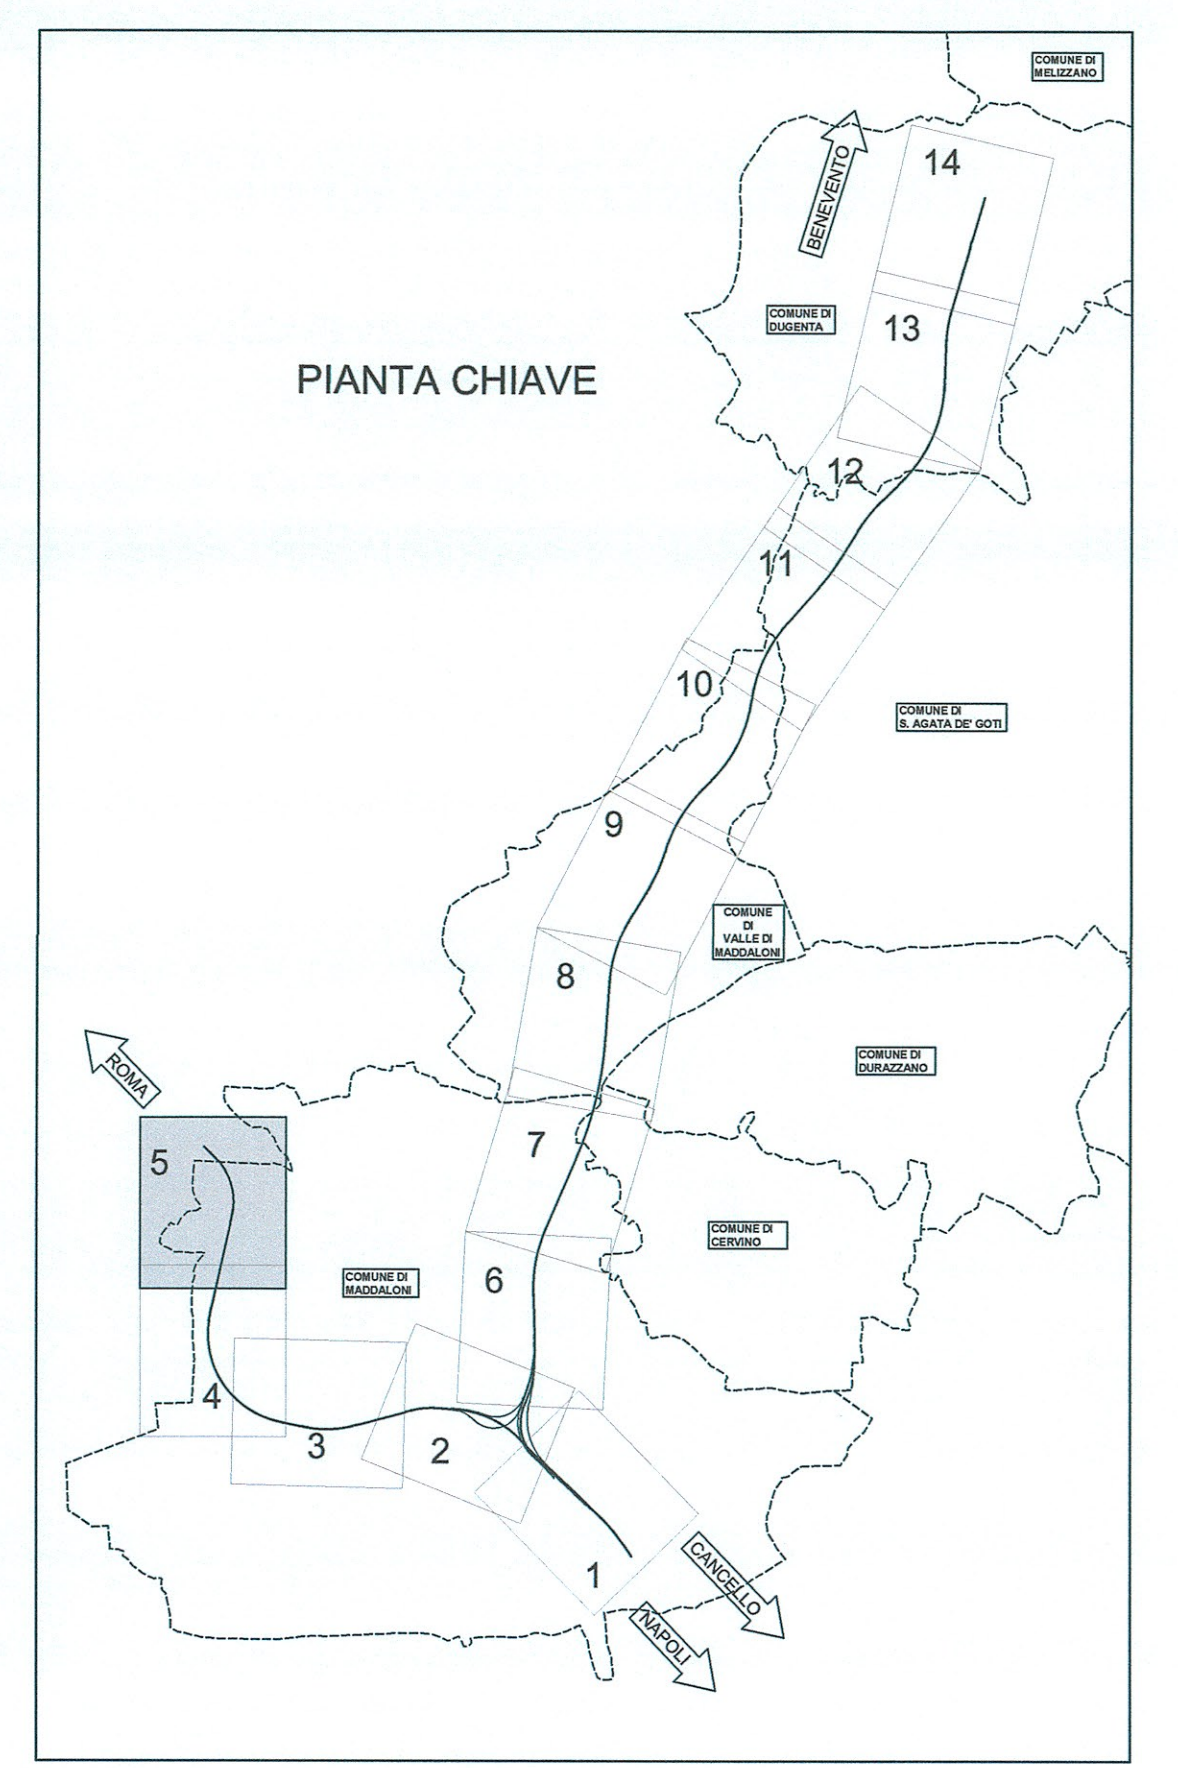 COMUNE DI
MELIZZANO
14
BENEVENTO
COMUNE DI
DUGENTA
13
PIANTA CHIAVE
12
11
10
COMUNE DI
S. AGATA DE' GOTI
9
COMUNE
DI
VALLE DI
MADDALONI
8
ROMA
COMUNE DI
DURAZZANO
7
5
COMUNE DI
CERVINO
6
COMUNE DI
MADDALONI
4
3
2
1
CANCELLO
NAPOLI